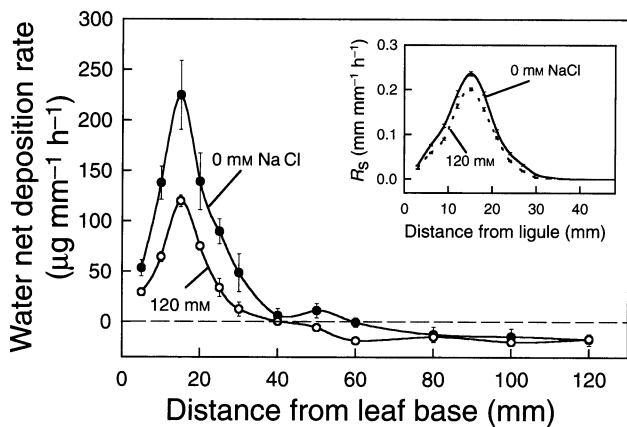 Water net deposition rate
(µg mm⁻¹ h⁻¹)
300
250
200
150
100
50
0
0 mM NaCl
120 mM
0 20 40 60 80 100 120
Distance from leaf base (mm)
Rs (mm mm⁻¹ h⁻¹)
0.3
0.2
0.1
0.0
0 mM NaCl
120 mM
0 10 20 30 40
Distance from ligule (mm)